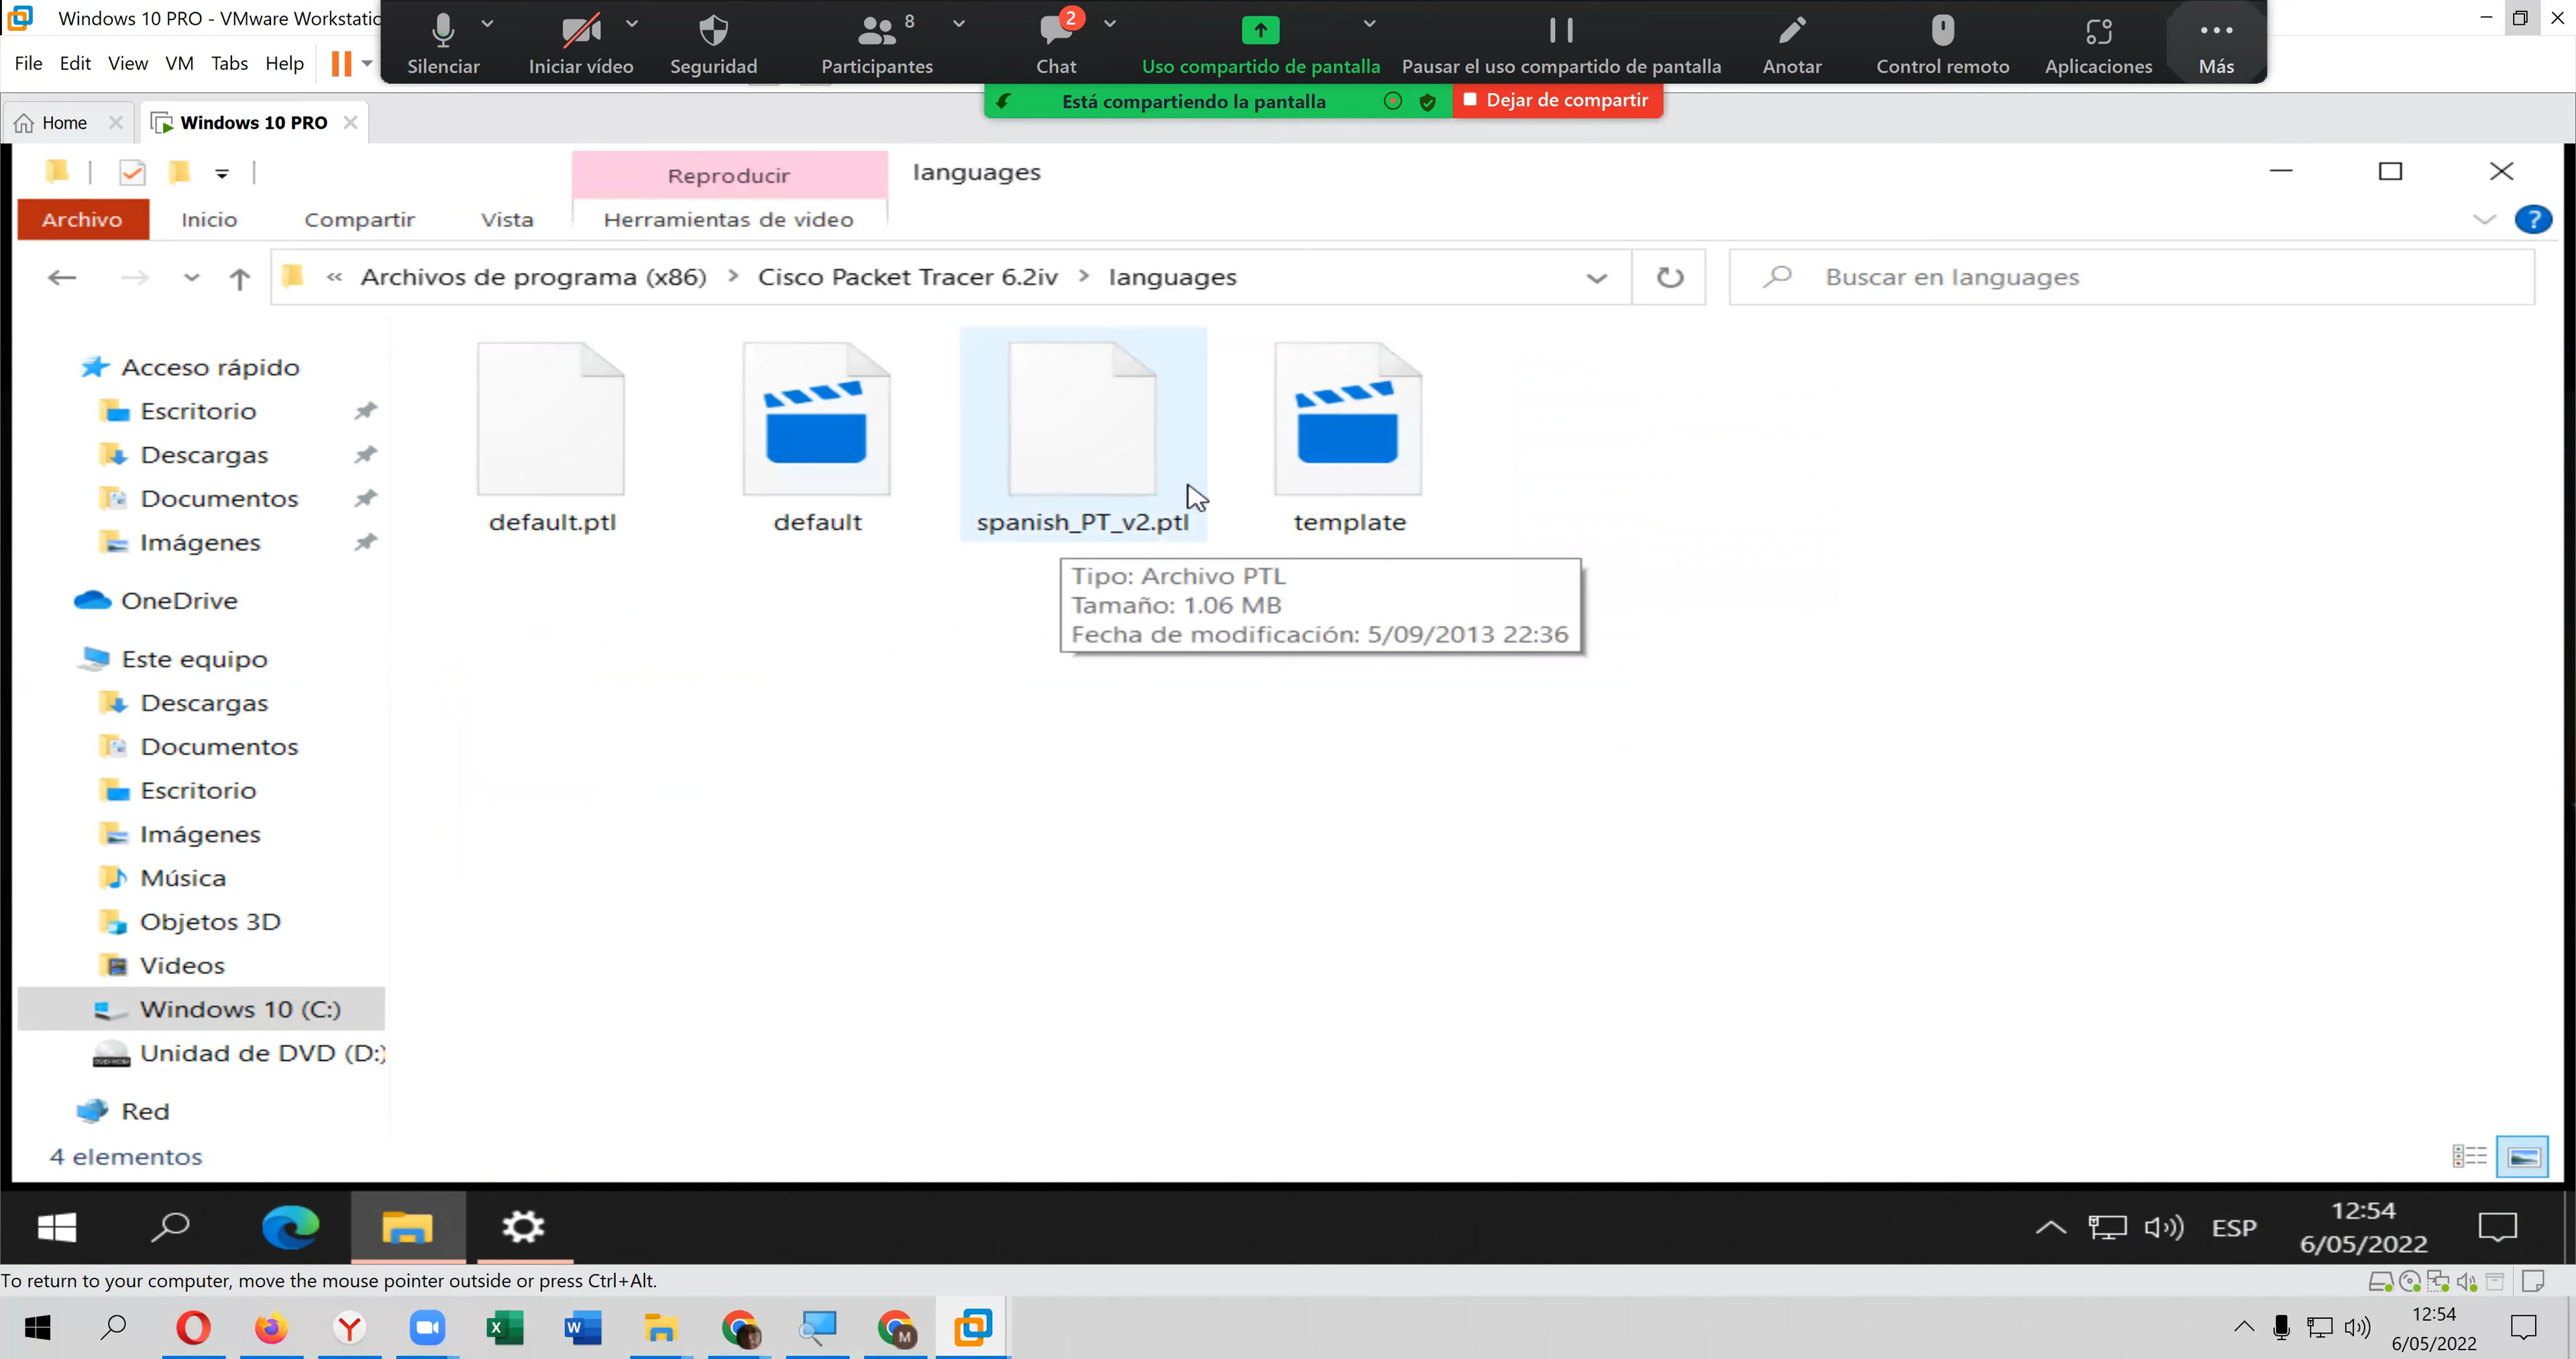 Windows 10 PRO - VMware Workstatio
Silenciar
Iniciar vídeo
Seguridad
8
Participantes
2
Chat
Uso compartido de pantalla
Pausar el uso compartido de pantalla
Anotar
Control remoto
Aplicaciones
Más
File Edit View VM Tabs Help
Está compartiendo la pantalla
Dejar de compartir
Home
Windows 10 PRO
Reproducir
languages
Archivo
Inicio
Compartir
Vista
Herramientas de video
?
« Archivos de programa (x86) > Cisco Packet Tracer 6.2iv > languages
Buscar en languages
Acceso rápido
Escritorio
Descargas
Documentos
Imágenes
OneDrive
Este equipo
Descargas
Documentos
Escritorio
Imágenes
Música
Objetos 3D
Videos
Windows 10 (C:)
Unidad de DVD (D:)
Red
default.ptl
default
spanish_PT_v2.ptl
template
Tipo: Archivo PTL
Tamaño: 1.06 MB
Fecha de modificación: 5/09/2013 22:36
4 elementos
ESP
12:54
6/05/2022
To return to your computer, move the mouse pointer outside or press Ctrl+Alt.
12:54
6/05/2022